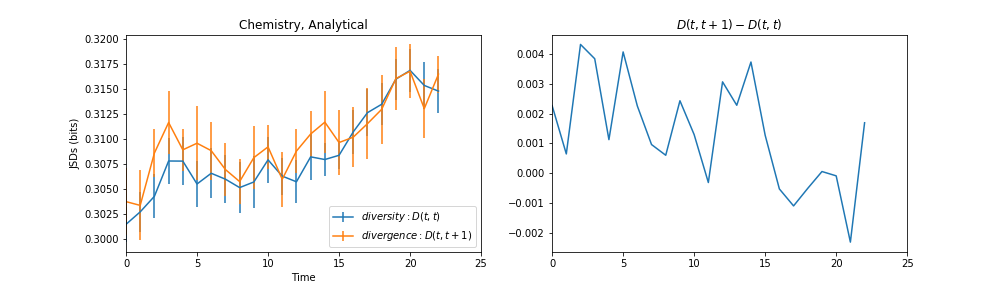 Chemistry, Analytical
JSDs (bits)
0.3200
0.3175
0.3150
0.3125
0.3100
0.3075
0.3050
0.3025
0.3000
0 5 10 15 20 25
Time
diversity: D(t, t)
divergence: D(t, t+1)
D(t, t+1) − D(t, t)
0.004
0.003
0.002
0.001
0.000
−0.001
−0.002
0 5 10 15 20 25